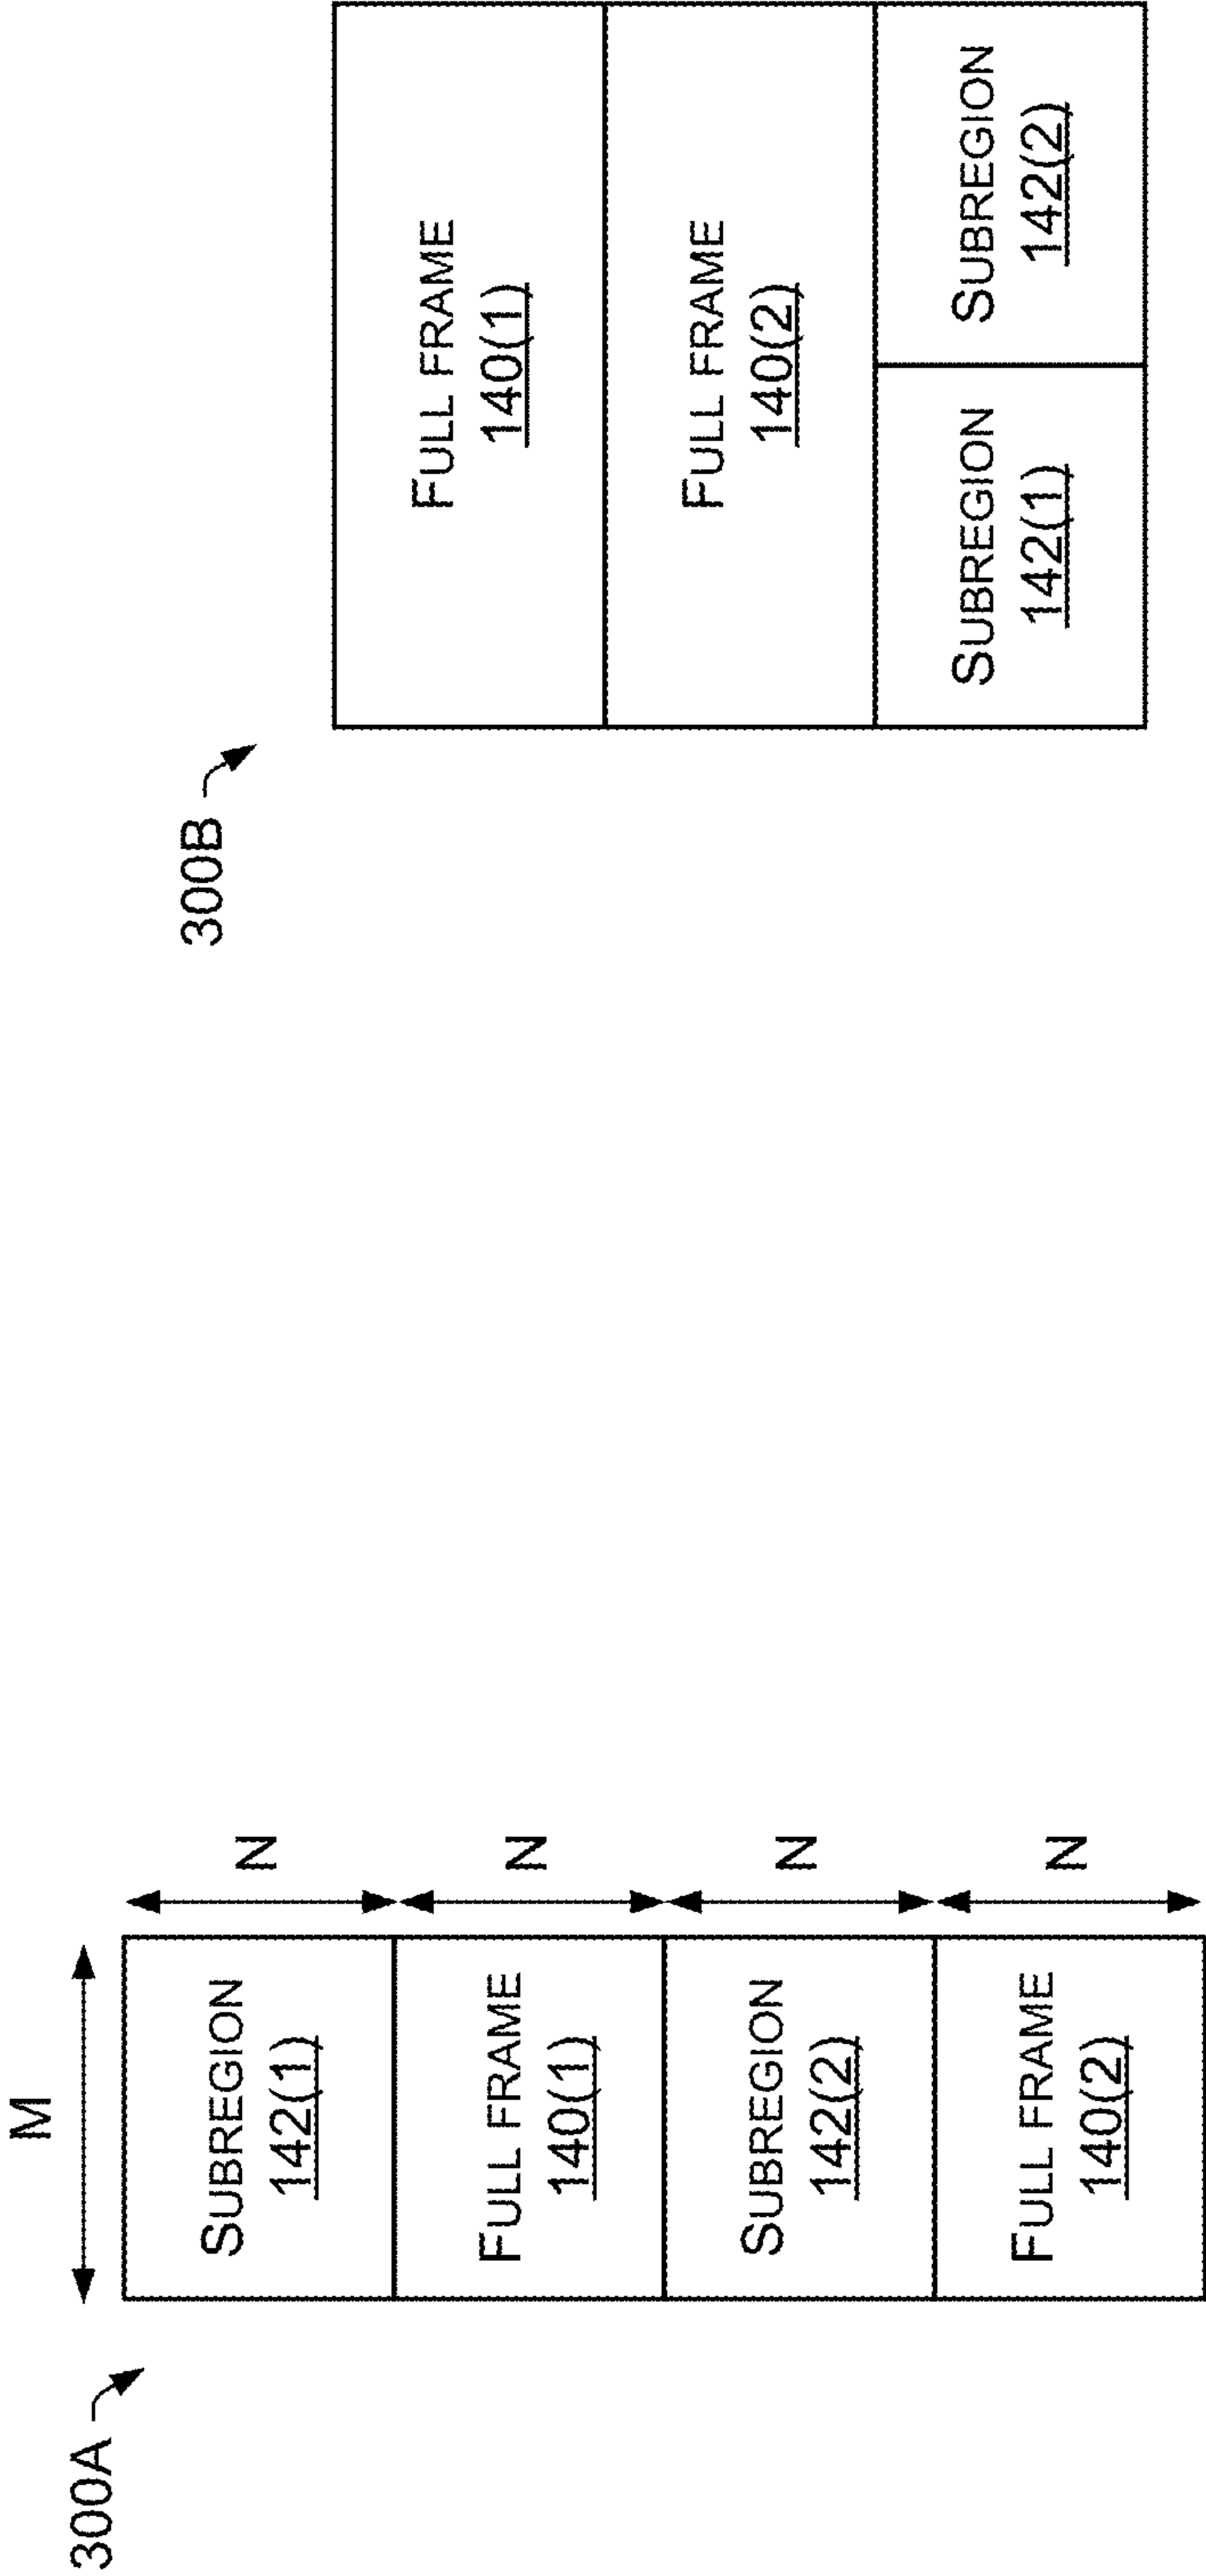 300A
M
SUBREGION
142(1)
N
FULL FRAME
140(1)
N
SUBREGION
142(2)
N
FULL FRAME
140(2)
N
300B
FULL FRAME
140(1)
FULL FRAME
140(2)
SUBREGION
142(1)
SUBREGION
142(2)